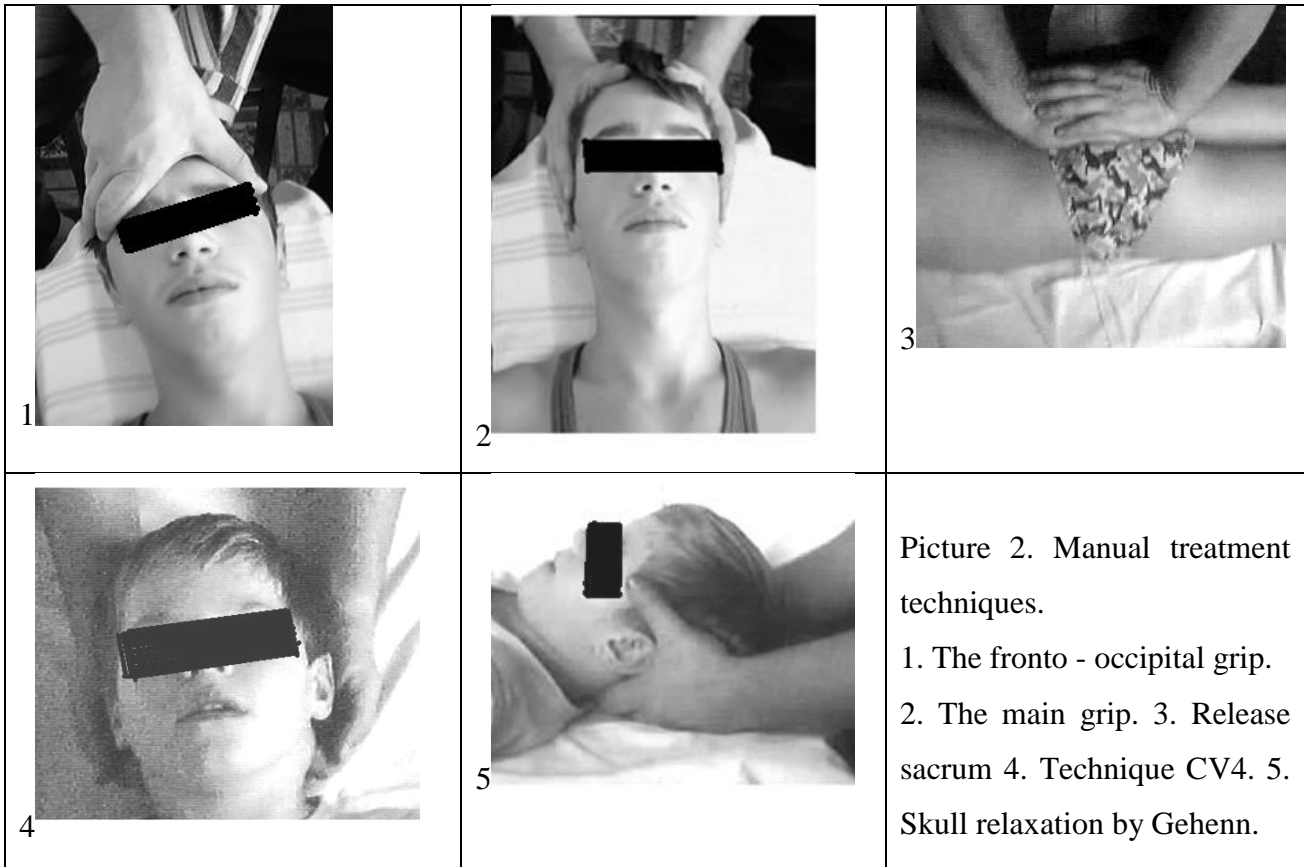 1
2
3
4
5
Picture 2. Manual treatment
techniques.
1. The fronto - occipital grip.
2. The main grip. 3. Release
sacrum 4. Technique CV4. 5.
Skull relaxation by Gehenn.